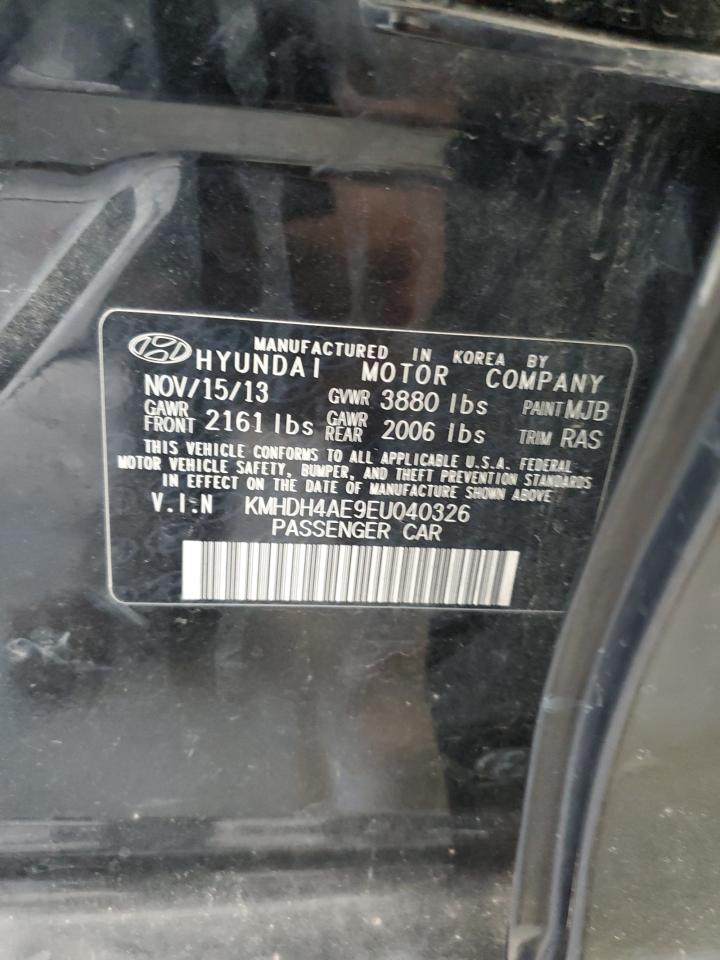 MANUFACTURED IN KOREA BY
HYUNDAI MOTOR COMPANY
NOV/15/13 GVWR 3880 lbs PAINT MJB
GAWR FRONT 2161 lbs GAWR REAR 2006 lbs TRIM RAS
THIS VEHICLE CONFORMS TO ALL APPLICABLE U.S.A. FEDERAL
MOTOR VEHICLE SAFETY, BUMPER, AND THEFT PREVENTION STANDARDS
IN EFFECT ON THE DATE OF MANUFACTURE SHOWN ABOVE
V.I.N KMHDH4AE9EU040326
PASSENGER CAR